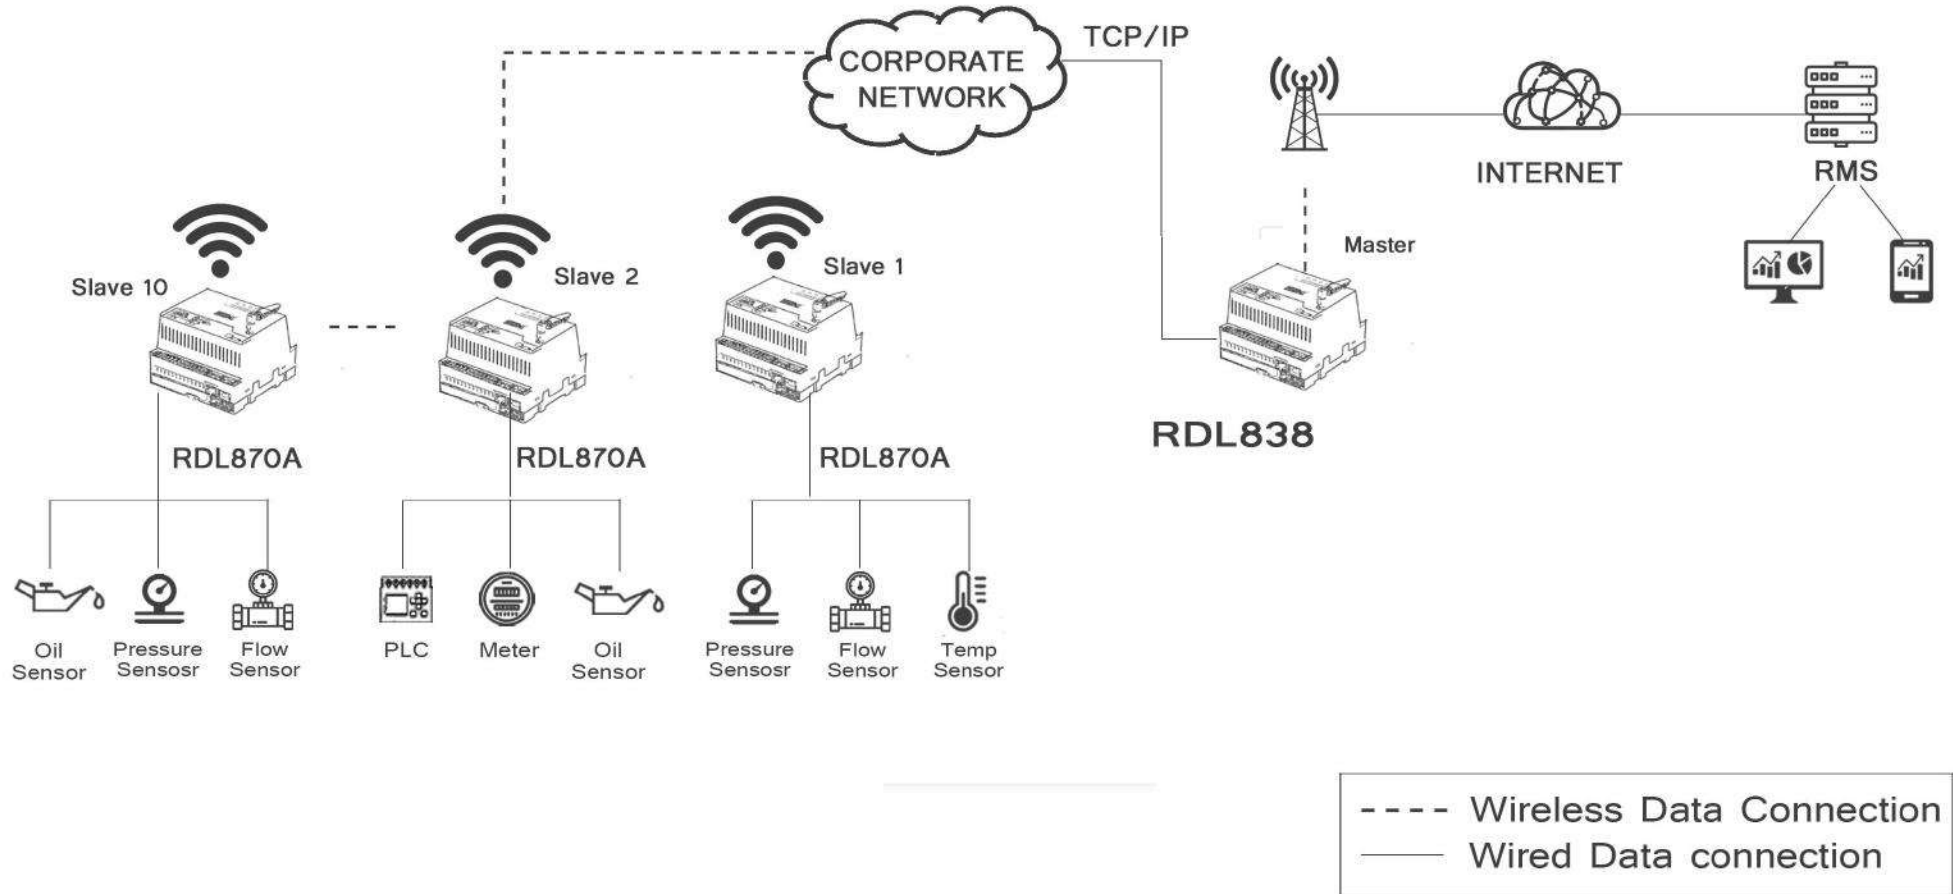 TCP/IP
CORPORATE
NETWORK
INTERNET
RMS
Master
Slave 10
Slave 2
Slave 1
RDL838
RDL870A
RDL870A
RDL870A
Oil
Sensor
Pressure
Sensosr
Flow
Sensor
PLC
Meter
Oil
Sensor
Pressure
Sensosr
Flow
Sensor
Temp
Sensor
Wireless Data Connection
Wired Data connection